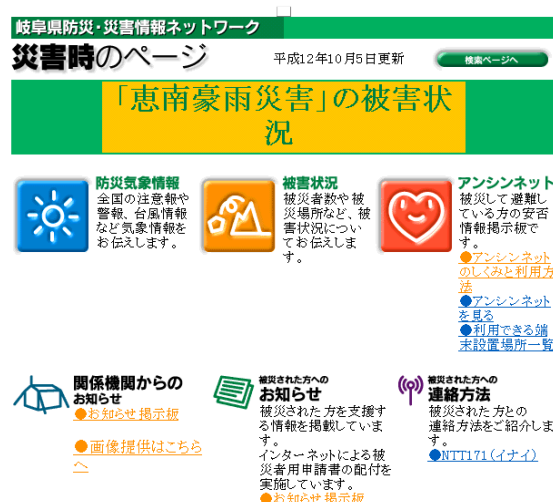 岐阜県防災・災害情報ネットワーク
災害時のページ
平成12年10月5日更新
検索ページへ
「恵南豪雨災害」の被害状
況
防災気象情報
全国の注意報や
警報、台風情報
など気象情報を
お伝えします。
被害状況
被災者数や被
災場所など、被
害状況につい
てお伝えしま
す。
アンシンネット
被災して避難し
ている方の安否
情報掲示板で
す。
●アンシンネット
のしくみと利用方
法
●アンシンネット
を見る
●利用できる端
末設置場所一覧
関係機関からの
お知らせ
●お知らせ掲示板
●画像提供はこちら
へ
被災された方への
お知らせ
被災された方を支援す
る情報を掲載していま
す。
インターネットによる被
災者用申請書の配付を
実施しています。
●お知らせ掲示板
被災された方への
連絡方法
被災された方との
連絡方法をご紹介しま
す。
●NTT171(イナイ)